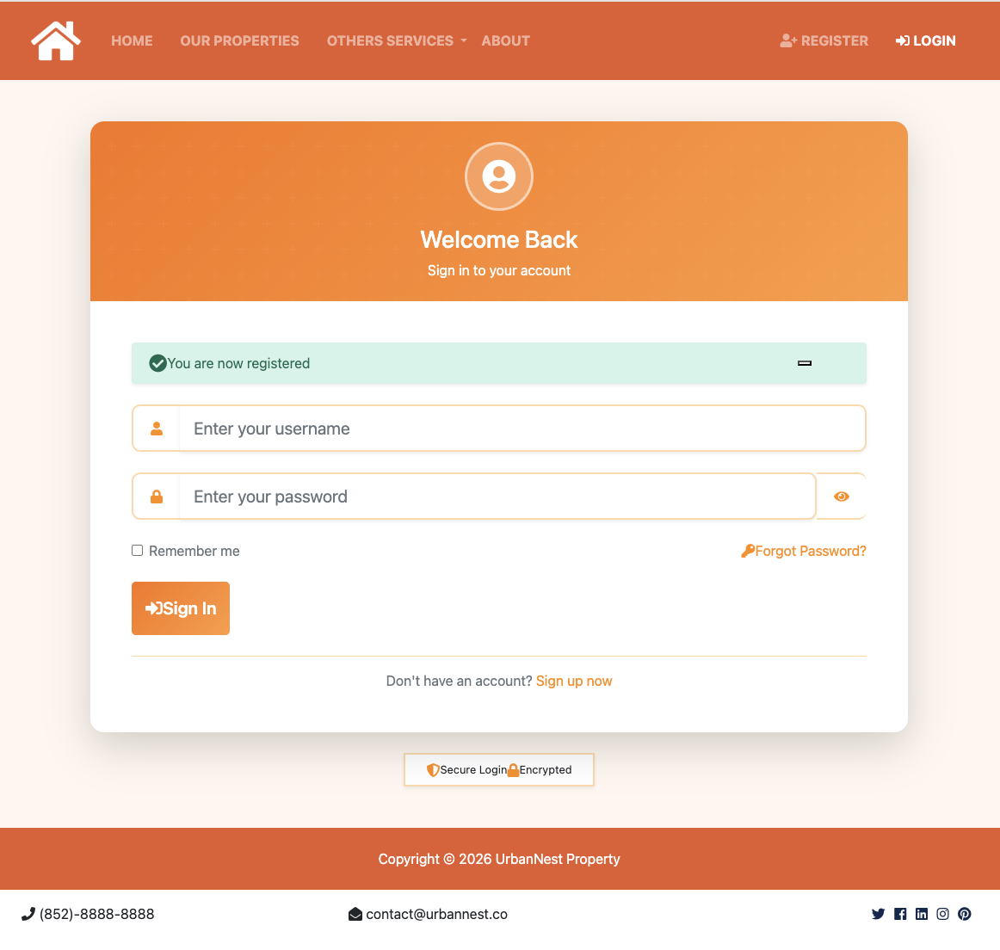 HOME OUR PROPERTIES OTHERS SERVICES ABOUT REGISTER LOGIN
Welcome Back
Sign in to your account
You are now registered
Enter your username
Enter your password
Remember me Forgot Password?
Sign In
Don't have an account? Sign up now
Secure Login Encrypted
Copyright © 2026 UrbanNest Property
(852)-8888-8888 contact@urbannest.co